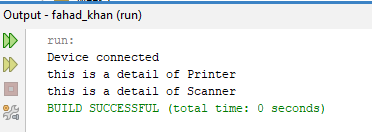 Output - fahad_khan (run)
run:
Device connected
this is a detail of Printer
this is a detail of Scanner
BUILD SUCCESSFUL (total time: 0 seconds)